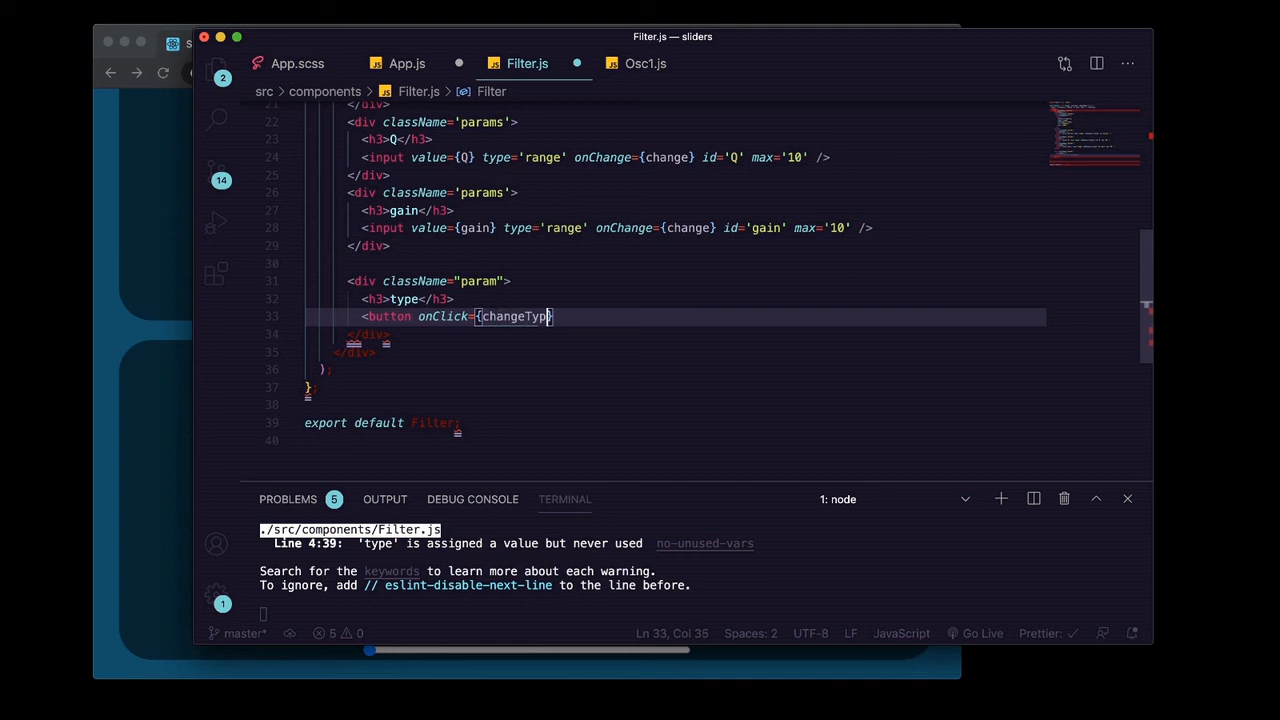 Filter.js — sliders
App.scss
App.js
Filter.js
Osc1.js
src > components > Filter.js > Filter
21 </div>
22 <div className='params'>
23 <h3>Q</h3>
24 <input value={Q} type='range' onChange={change} id='Q' max='10' />
25 </div>
26 <div className='params'>
27 <h3>gain</h3>
28 <input value={gain} type='range' onChange={change} id='gain' max='10' />
29 </div>
30
31 <div className="param">
32 <h3>type</h3>
33 <button onClick={changeTyp}
34 </div>
35 </div>
36 );
37 };
38
39 export default Filter;
40
2
14
1
PROBLEMS 5 OUTPUT DEBUG CONSOLE TERMINAL 1: node
./src/components/Filter.js
Line 4:39: 'type' is assigned a value but never used no-unused-vars
Search for the keywords to learn more about each warning.
To ignore, add // eslint-disable-next-line to the line before.
master* 5 0 Ln 33, Col 35 Spaces: 2 UTF-8 LF JavaScript Go Live Prettier: ✓